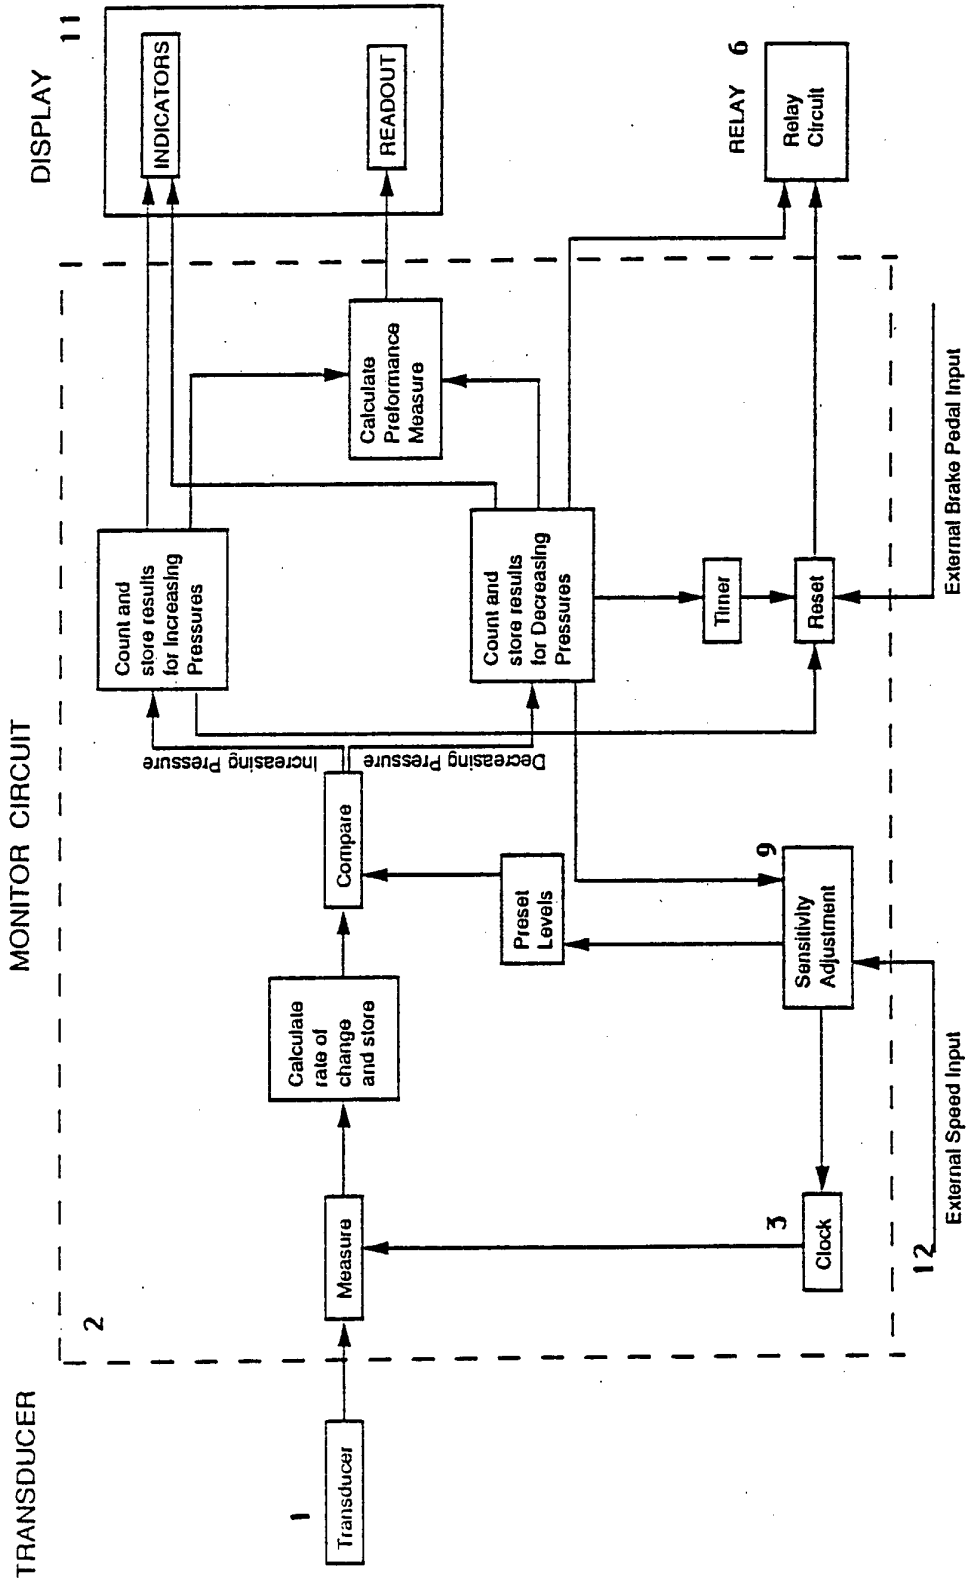 TRANSDUCER
MONITOR CIRCUIT
DISPLAY
11
2
INDICATORS
READOUT
1
Transducer
Measure
Calculate
rate of
change
and store
Compare
Increasing Pressure
Decreasing Pressure
Count and
store results
for Increasing
Pressures
Count and
store results
for Decreasing
Pressures
Calculate
Preformance
Measure
Preset
Levels
Timer
Reset
RELAY 6
Relay
Circuit
3
Clock
9
Sensitivity
Adjustment
12
External Speed Input
External Brake Pedal Input